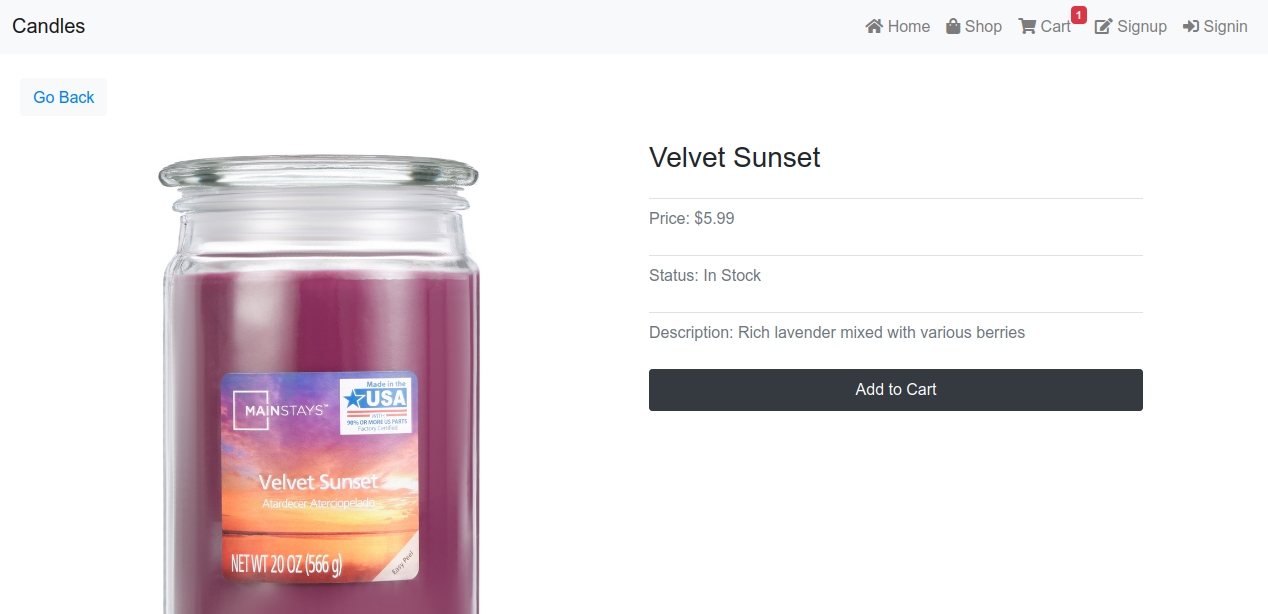 Candles
Home
Shop
Cart
1
Signup
Signin
Go Back
Velvet Sunset
Price: $5.99
Status: In Stock
Description: Rich lavender mixed with various berries
Add to Cart
MAINSTAYS™
Made in the
USA
WITH
90% OR MORE US PARTS
Factory Certified
Velvet Sunset
Atardecer Aterciopelado
NET WT 20 OZ (566 g)
Easy Peel